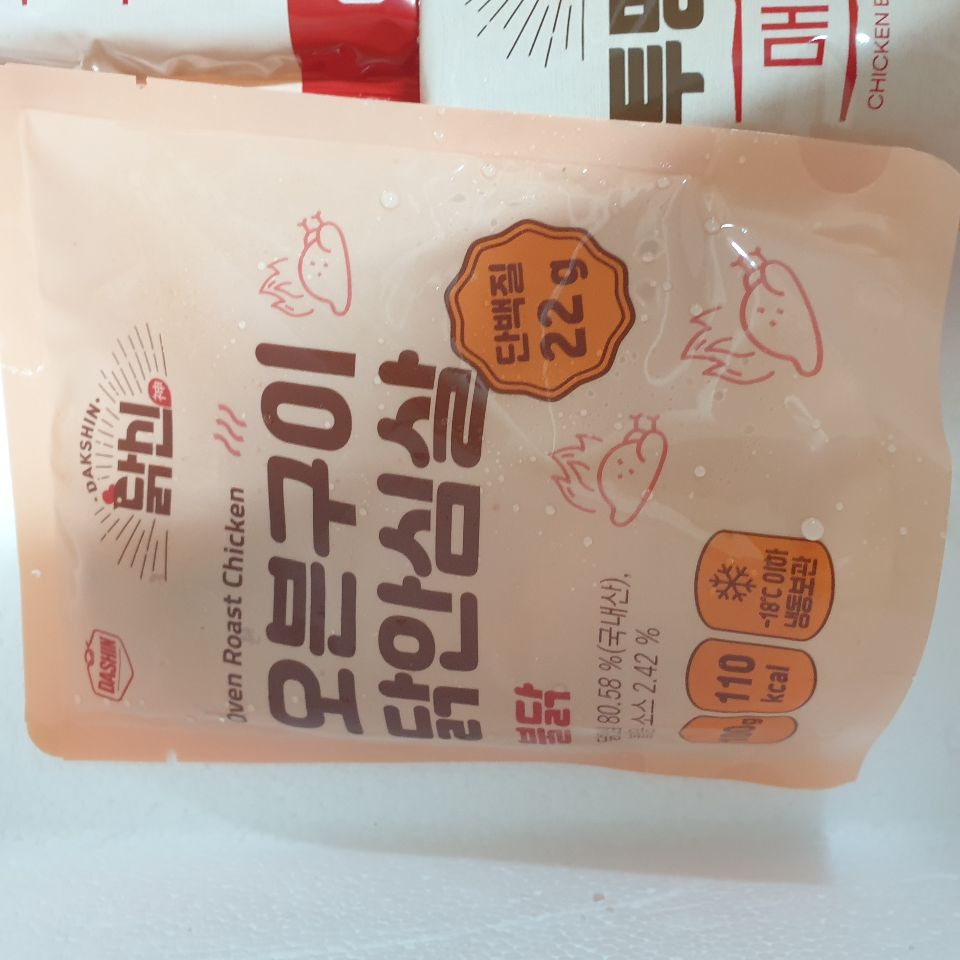 DASHIN
DAKSHIN
닭신
神
Oven Roast Chicken
오븐구이
닭안심살
단백질
22g
불닭
80.58 %(국내산),
소스 2.42 %
110
kcal
-18℃ 이하
냉동보관
CHICKEN